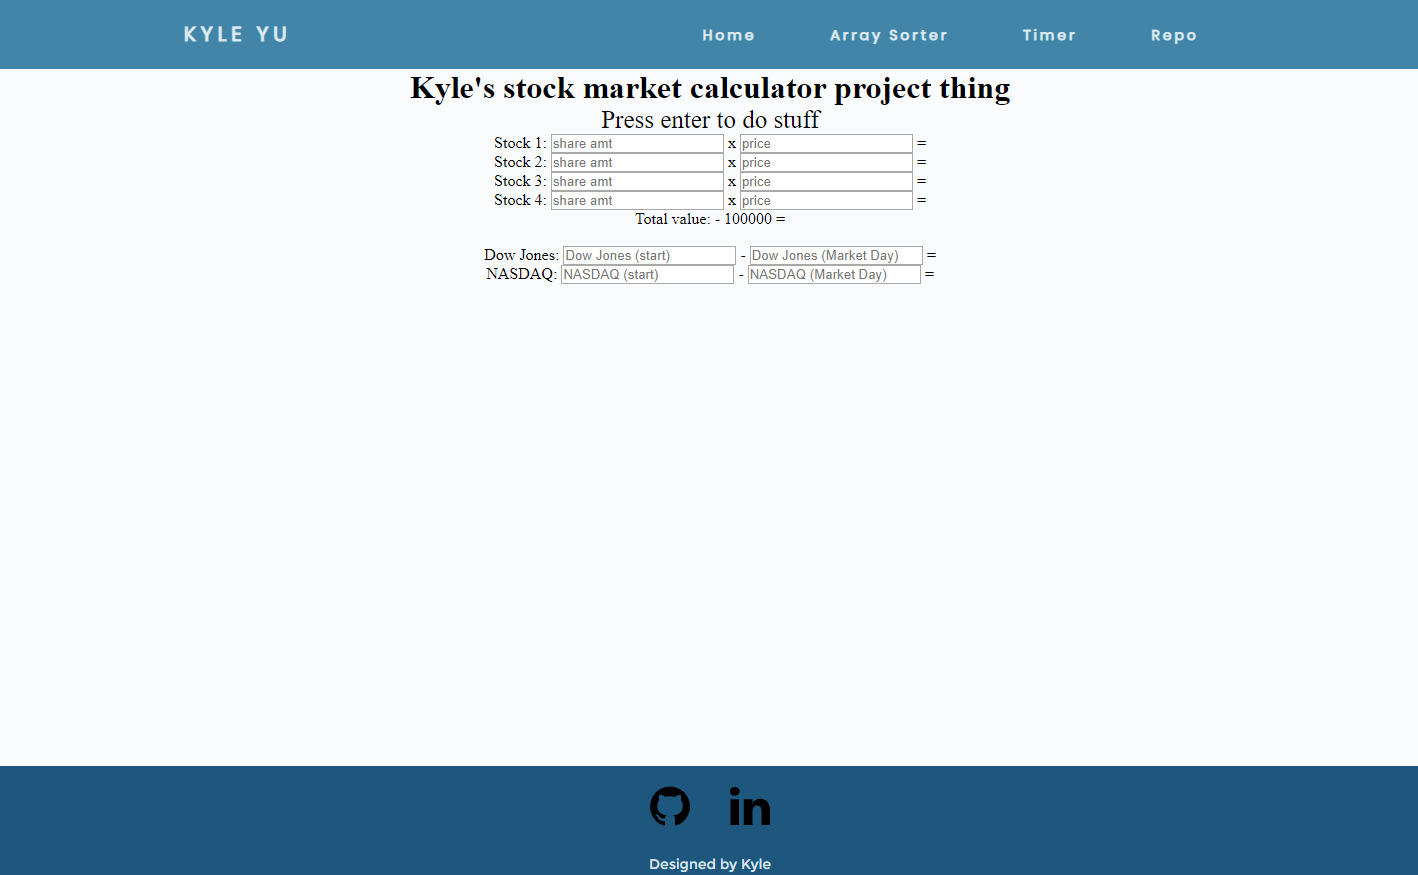 KYLE YU
Home Array Sorter Timer Repo
Kyle's stock market calculator project thing
Press enter to do stuff
Stock 1: share amt x price =
Stock 2: share amt x price =
Stock 3: share amt x price =
Stock 4: share amt x price =
Total value: - 100000 =
Dow Jones: Dow Jones (start) - Dow Jones (Market Day) =
NASDAQ: NASDAQ (start) - NASDAQ (Market Day) =
in
Designed by Kyle